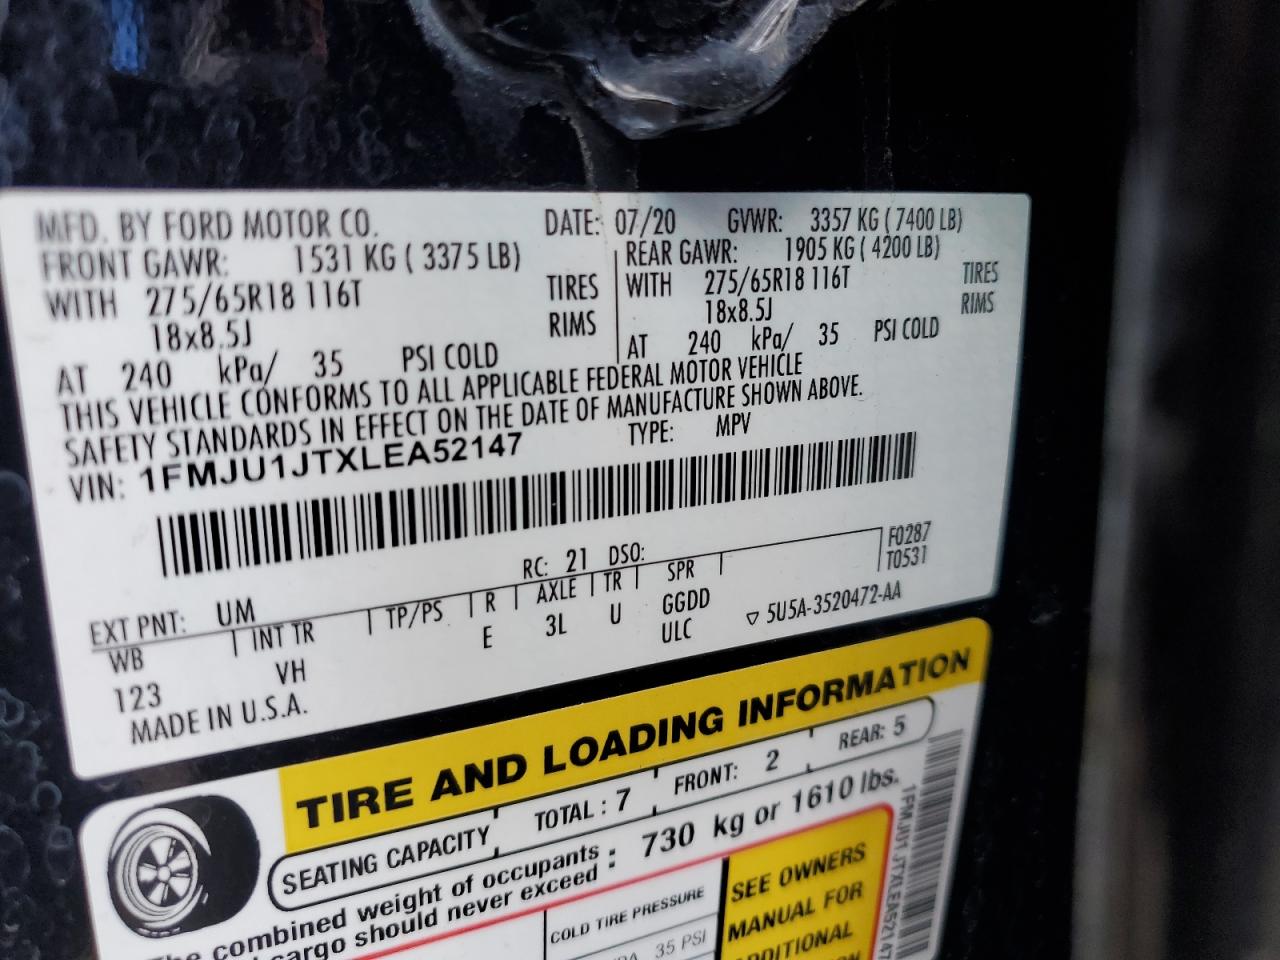 MFD. BY FORD MOTOR CO. DATE: 07/20 GVWR: 3357 KG ( 7400 LB)
FRONT GAWR: 1531 KG ( 3375 LB) REAR GAWR: 1905 KG ( 4200 LB)
WITH 275/65R18 116T TIRES WITH 275/65R18 116T TIRES
18x8.5J RIMS 18x8.5J RIMS
AT 240 kPa/ 35 PSI COLD AT 240 kPa/ 35 PSI COLD
THIS VEHICLE CONFORMS TO ALL APPLICABLE FEDERAL MOTOR VEHICLE
SAFETY STANDARDS IN EFFECT ON THE DATE OF MANUFACTURE SHOWN ABOVE.
VIN: 1FMJU1JTXLEA52147 TYPE: MPV
F0287
T0531
RC: 21 DSO:
EXT PNT: UM
WB INT TR TP/PS R AXLE TR SPR
123 VH E 3L U GGDD
ULC
▽ 5U5A-3520472-AA
MADE IN U.S.A.
TIRE AND LOADING INFORMATION
SEATING CAPACITY TOTAL : 7 FRONT: 2 REAR: 5
The combined weight of occupants
cargo should never exceed : 730 kg or 1610 lbs.
COLD TIRE PRESSURE
35 PSI
SEE OWNERS
MANUAL FOR
ADDITIONAL
1FMJU1JTXLEA52147